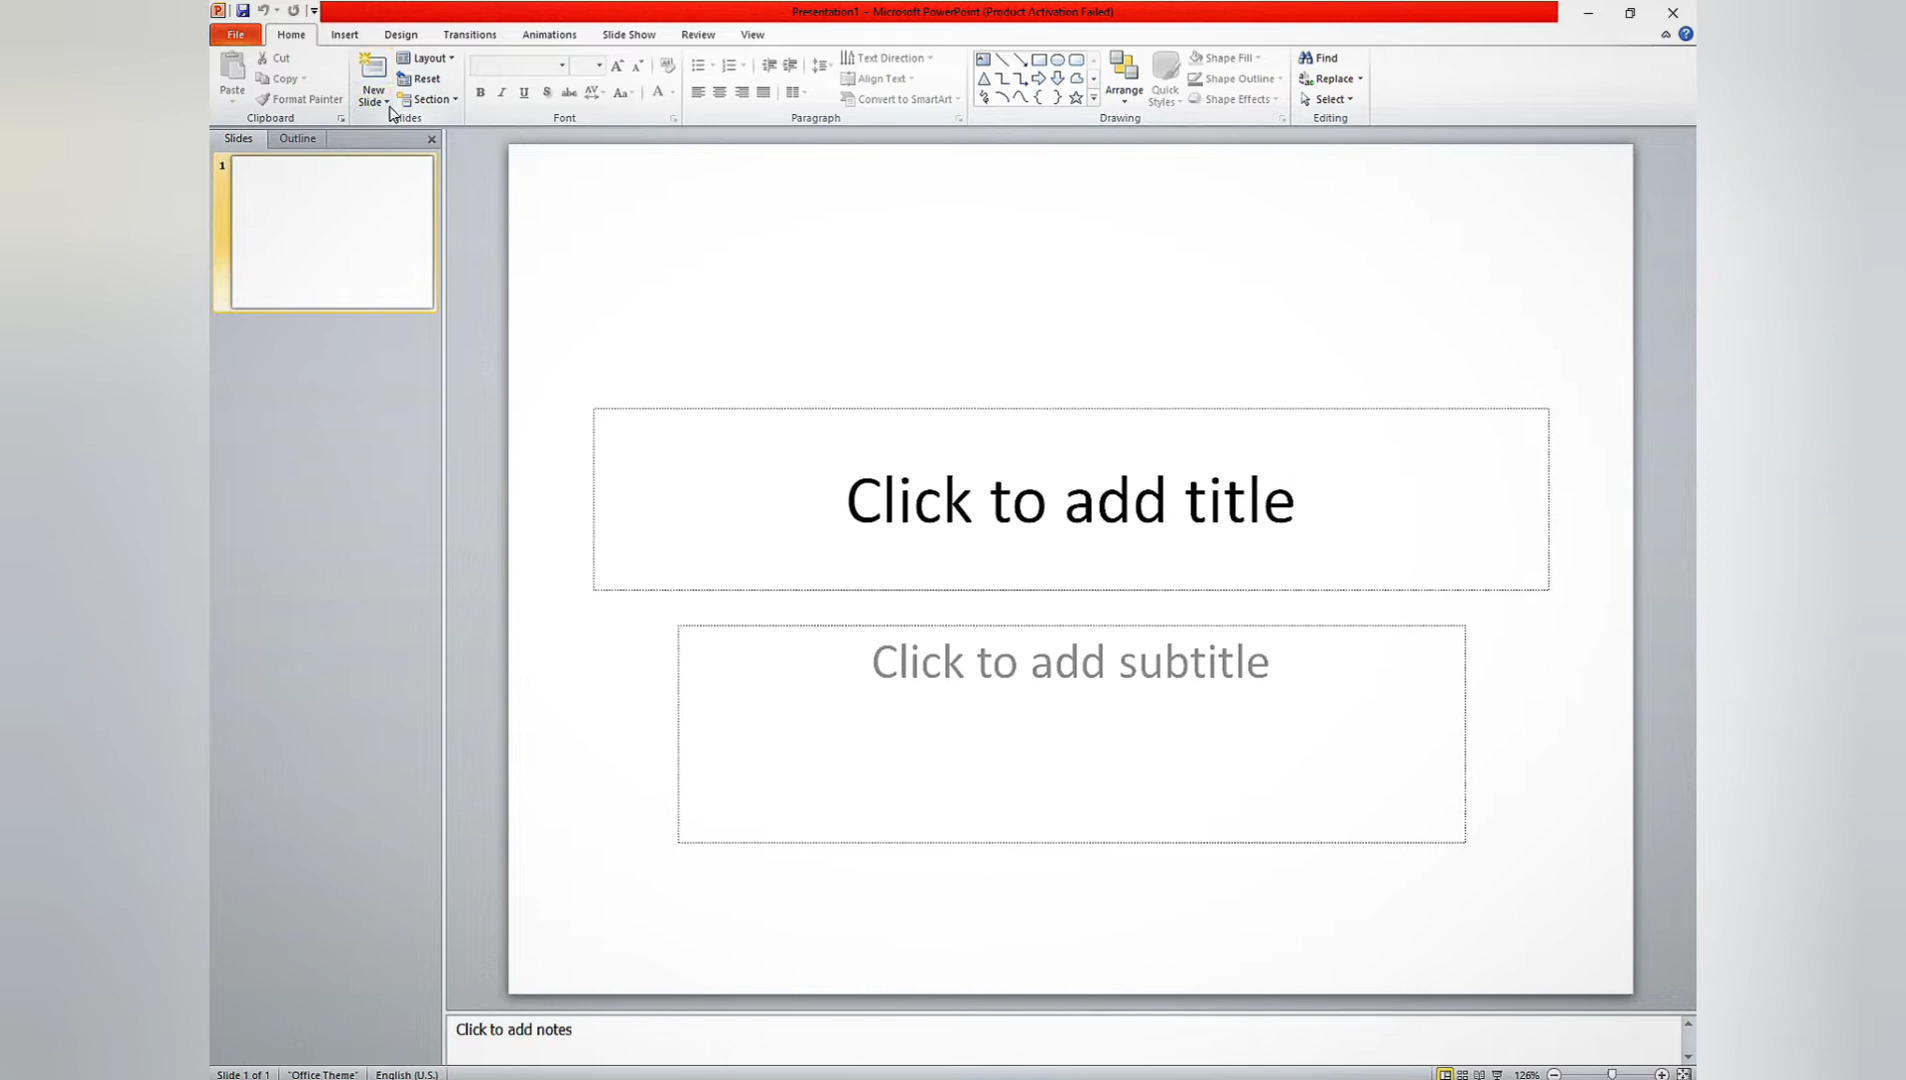 Presentation1 - Microsoft PowerPoint (Product Activation Failed)
File Home Insert Design Transitions Animations Slide Show Review View
Paste
Cut
Copy
Format Painter
Clipboard
New Slide
Layout
Reset
Section
Slides
Font
Text Direction
Align Text
Convert to SmartArt
Paragraph
Arrange
Quick Styles
Shape Fill
Shape Outline
Shape Effects
Drawing
Find
Replace
Select
Editing
Slides Outline
1
Click to add title
Click to add subtitle
Click to add notes
Slide 1 of 1 "Office Theme" English (U.S.) 126%